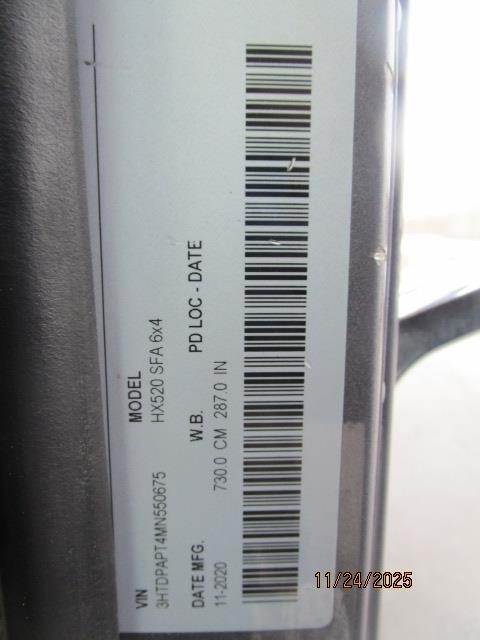 VIN MODEL
3HTDPAPT4MN550675 HX520 SFA 6x4
DATE MFG. W.B. PD LOC - DATE
11-2020 730.0 CM 287.0 IN
11/24/2025